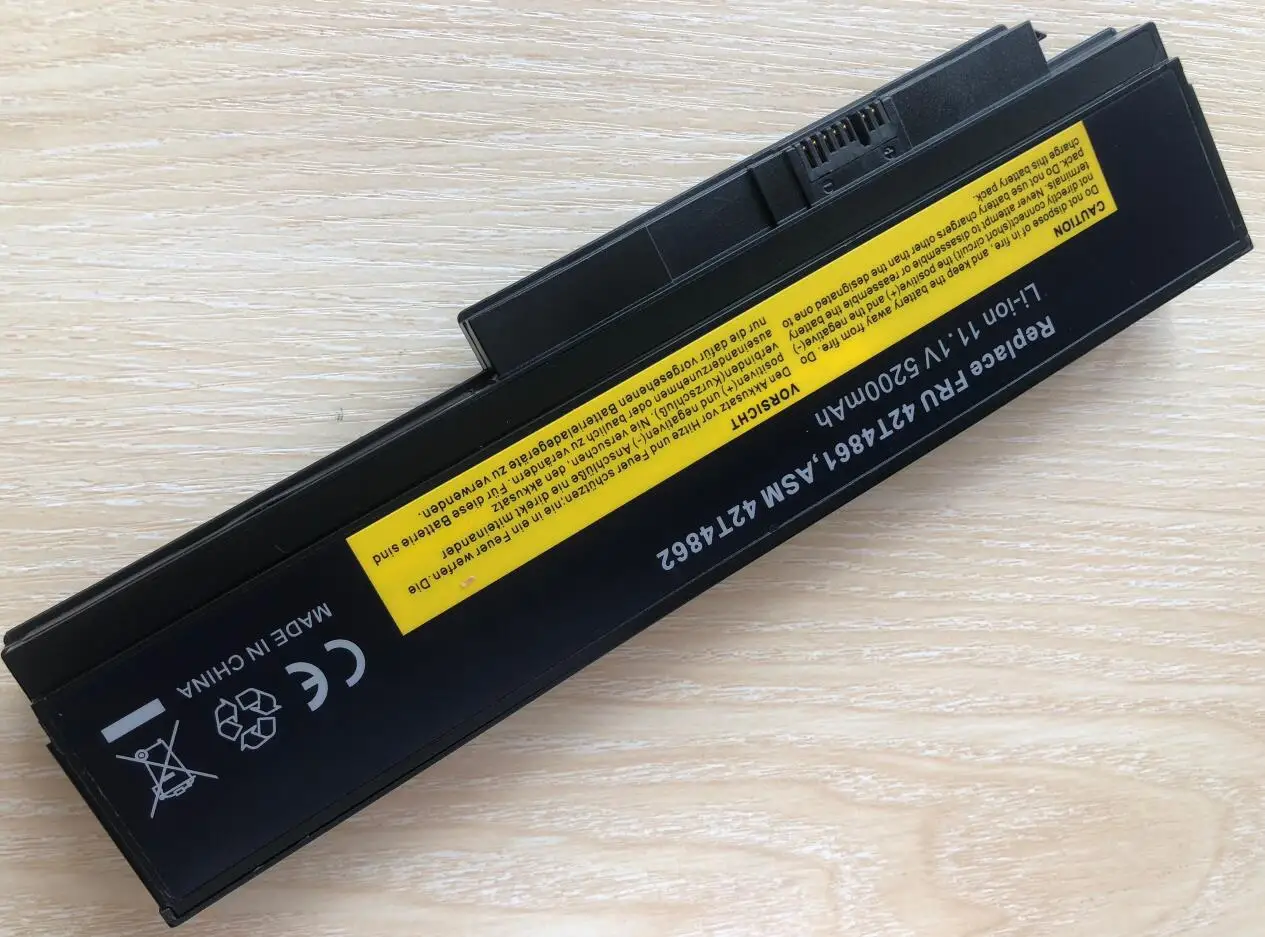 Replace FRU 42T4861,ASM 42T4862
Li-ion 11.1V 5200mAh
CAUTION
Do not dispose of in fire, and keep the battery away from fire. Do
not directly connect(short circuit) the positive(+) and the negative(-)
terminals. Never attempt to disassemble or reassemble the battery
pack. Do not use battery chargers other than the designated one to
charge this battery pack.
VORSICHT
Den Akkusatz vor Hitze und Feuer schützen;nie in ein Feuer werfen.Die
positiven(+) und negativen(-) Anschlüße nie direkt miteinander
verbinden(Kurzschluß). Nie versuchen, den akkusatz
auseinanderzunehmen oder baulich zu verändern. Für diese Batterie sind
nur die dafür vorgesehenen Batterieladegeräte zu verwenden.
CE
MADE IN CHINA